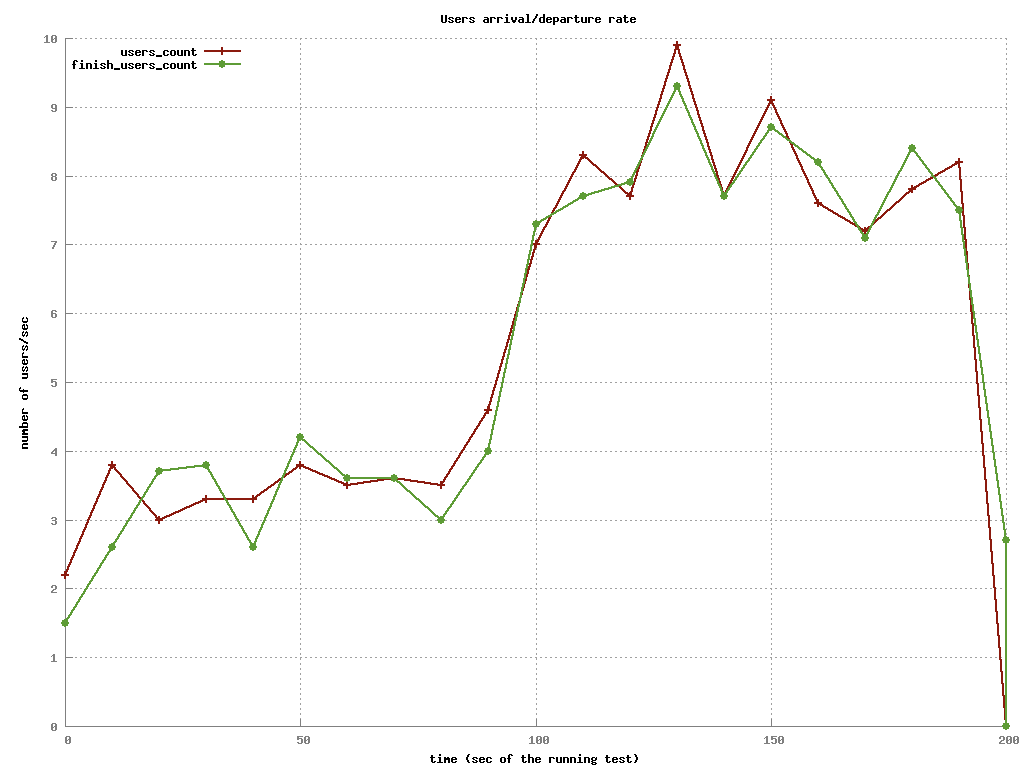 Users arrival/departure rate
users_count
finish_users_count
10
9
8
7
6
5
4
3
2
1
0
number of users/sec
0 50 100 150 200
time (sec of the running test)